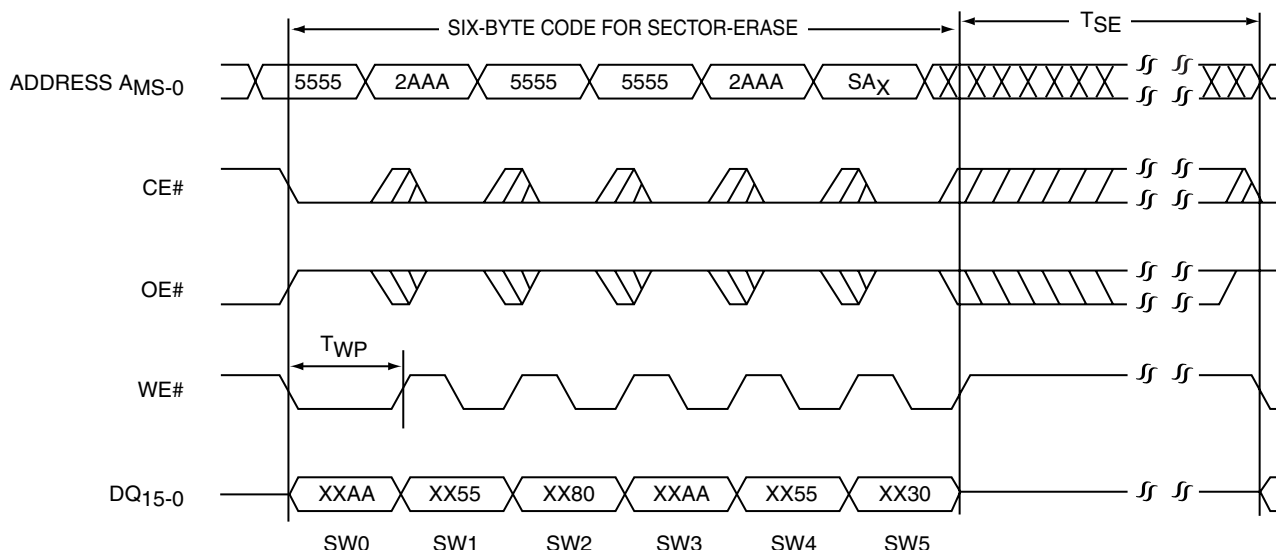 SIX-BYTE CODE FOR SECTOR-ERASE TSE
ADDRESS AMS-0 5555 2AAA 5555 5555 2AAA SAX
CE#
OE#
TWP
WE#
DQ15-0 XXAA XX55 XX80 XXAA XX55 XX30
SW0 SW1 SW2 SW3 SW4 SW5